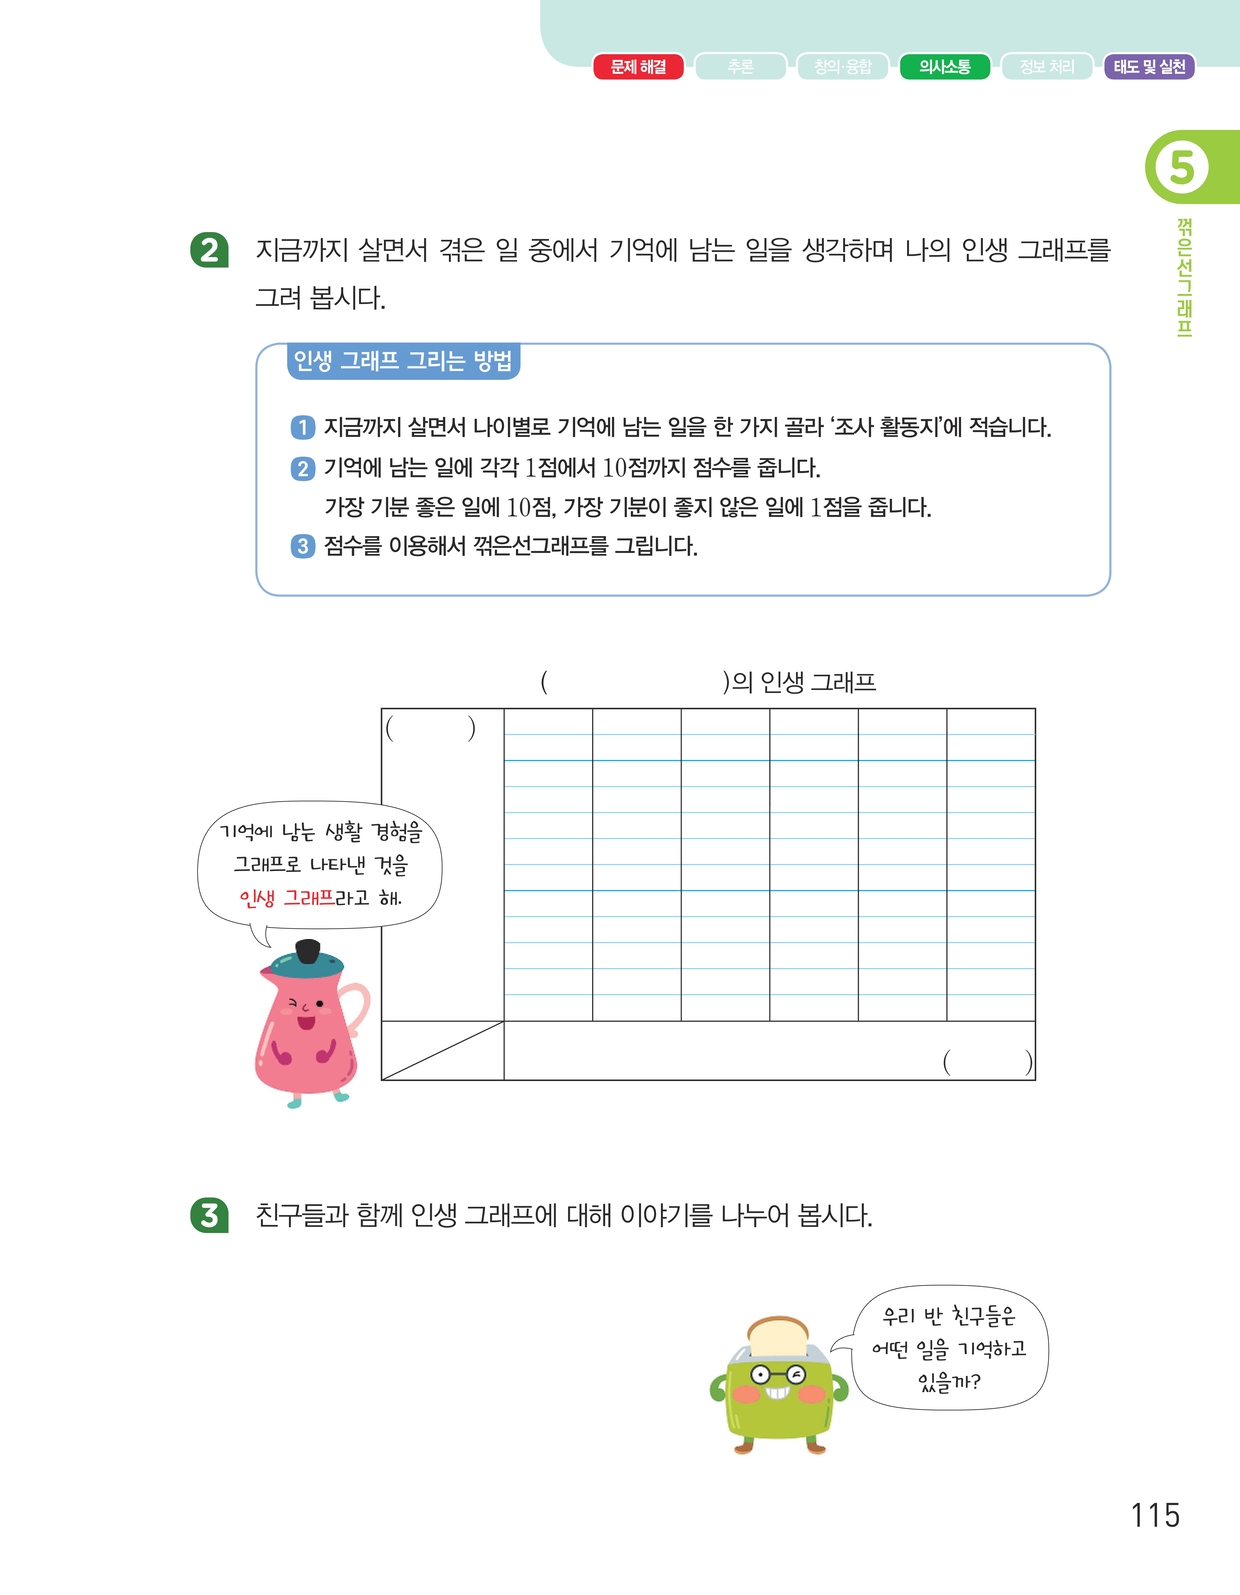 문제 해결 추론 창의·융합 의사소통 정보 처리 태도 및 실천
5
꺾은선그래프
2 지금까지 살면서 겪은 일 중에서 기억에 남는 일을 생각하며 나의 인생 그래프를
그려 봅시다.
인생 그래프 그리는 방법
1 지금까지 살면서 나이별로 기억에 남는 일을 한 가지 골라 ‘조사 활동지’에 적습니다.
2 기억에 남는 일에 각각 1점에서 10점까지 점수를 줍니다.
가장 기분 좋은 일에 10점, 가장 기분이 좋지 않은 일에 1점을 줍니다.
3 점수를 이용해서 꺾은선그래프를 그립니다.
( )의 인생 그래프
( )
기억에 남는 생활 경험을
그래프로 나타낸 것을
인생 그래프라고 해.
( )
3 친구들과 함께 인생 그래프에 대해 이야기를 나누어 봅시다.
우리 반 친구들은
어떤 일을 기억하고
있을까?
115